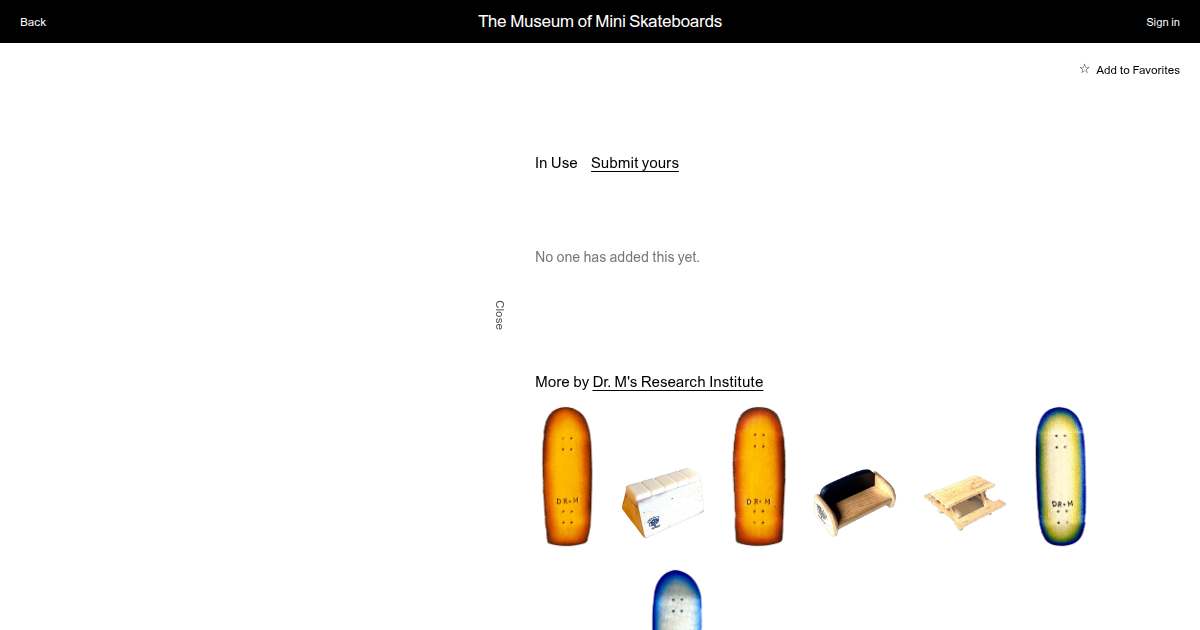 Back
The Museum of Mini Skateboards
Sign in
☆ Add to Favorites
In Use Submit yours
No one has added this yet.
Close
More by Dr. M's Research Institute
DR•M
DR•M
DR•M